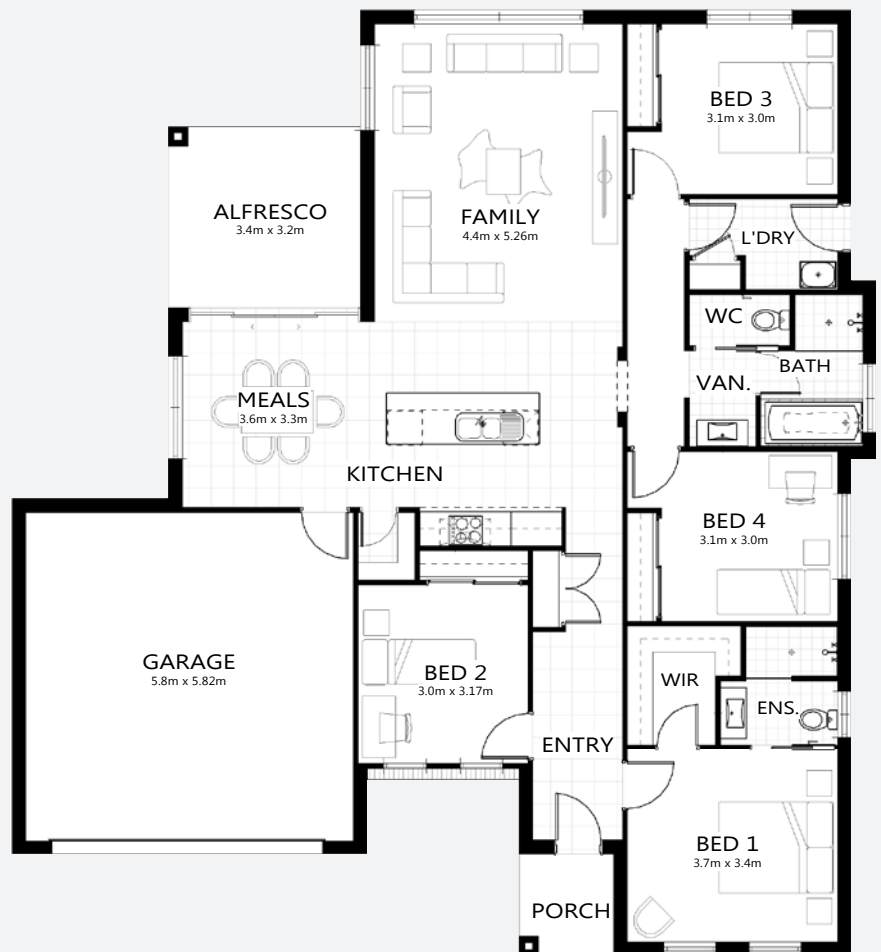 BED 3
3.1m x 3.0m
ALFRESCO
3.4m x 3.2m
FAMILY
4.4m x 5.26m
L'DRY
WC
BATH
VAN.
MEALS
3.6m x 3.3m
KITCHEN
BED 4
3.1m x 3.0m
GARAGE
5.8m x 5.82m
BED 2
3.0m x 3.17m
WIR
ENS.
ENTRY
BED 1
3.7m x 3.4m
PORCH